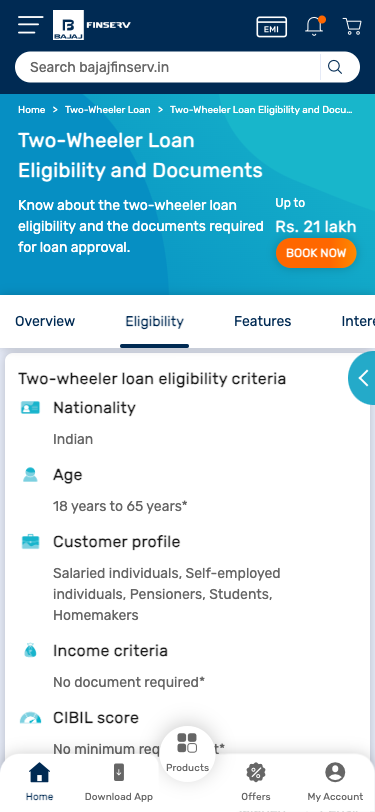 BAJAJ
FINSERV
EMI
Search bajajfinserv.in
Home > Two-Wheeler Loan > Two-Wheeler Loan Eligibility and Docu...
Two-Wheeler Loan
Eligibility and Documents
Know about the two-wheeler loan
eligibility and the documents required
for loan approval.
Up to
Rs. 21 lakh
BOOK NOW
Overview Eligibility Features Inter
Two-wheeler loan eligibility criteria
Nationality
Indian
Age
18 years to 65 years*
Customer profile
Salaried individuals, Self-employed
individuals, Pensioners, Students,
Homemakers
Income criteria
No document required*
CIBIL score
No minimum
Products
Home Download App Offers My Account